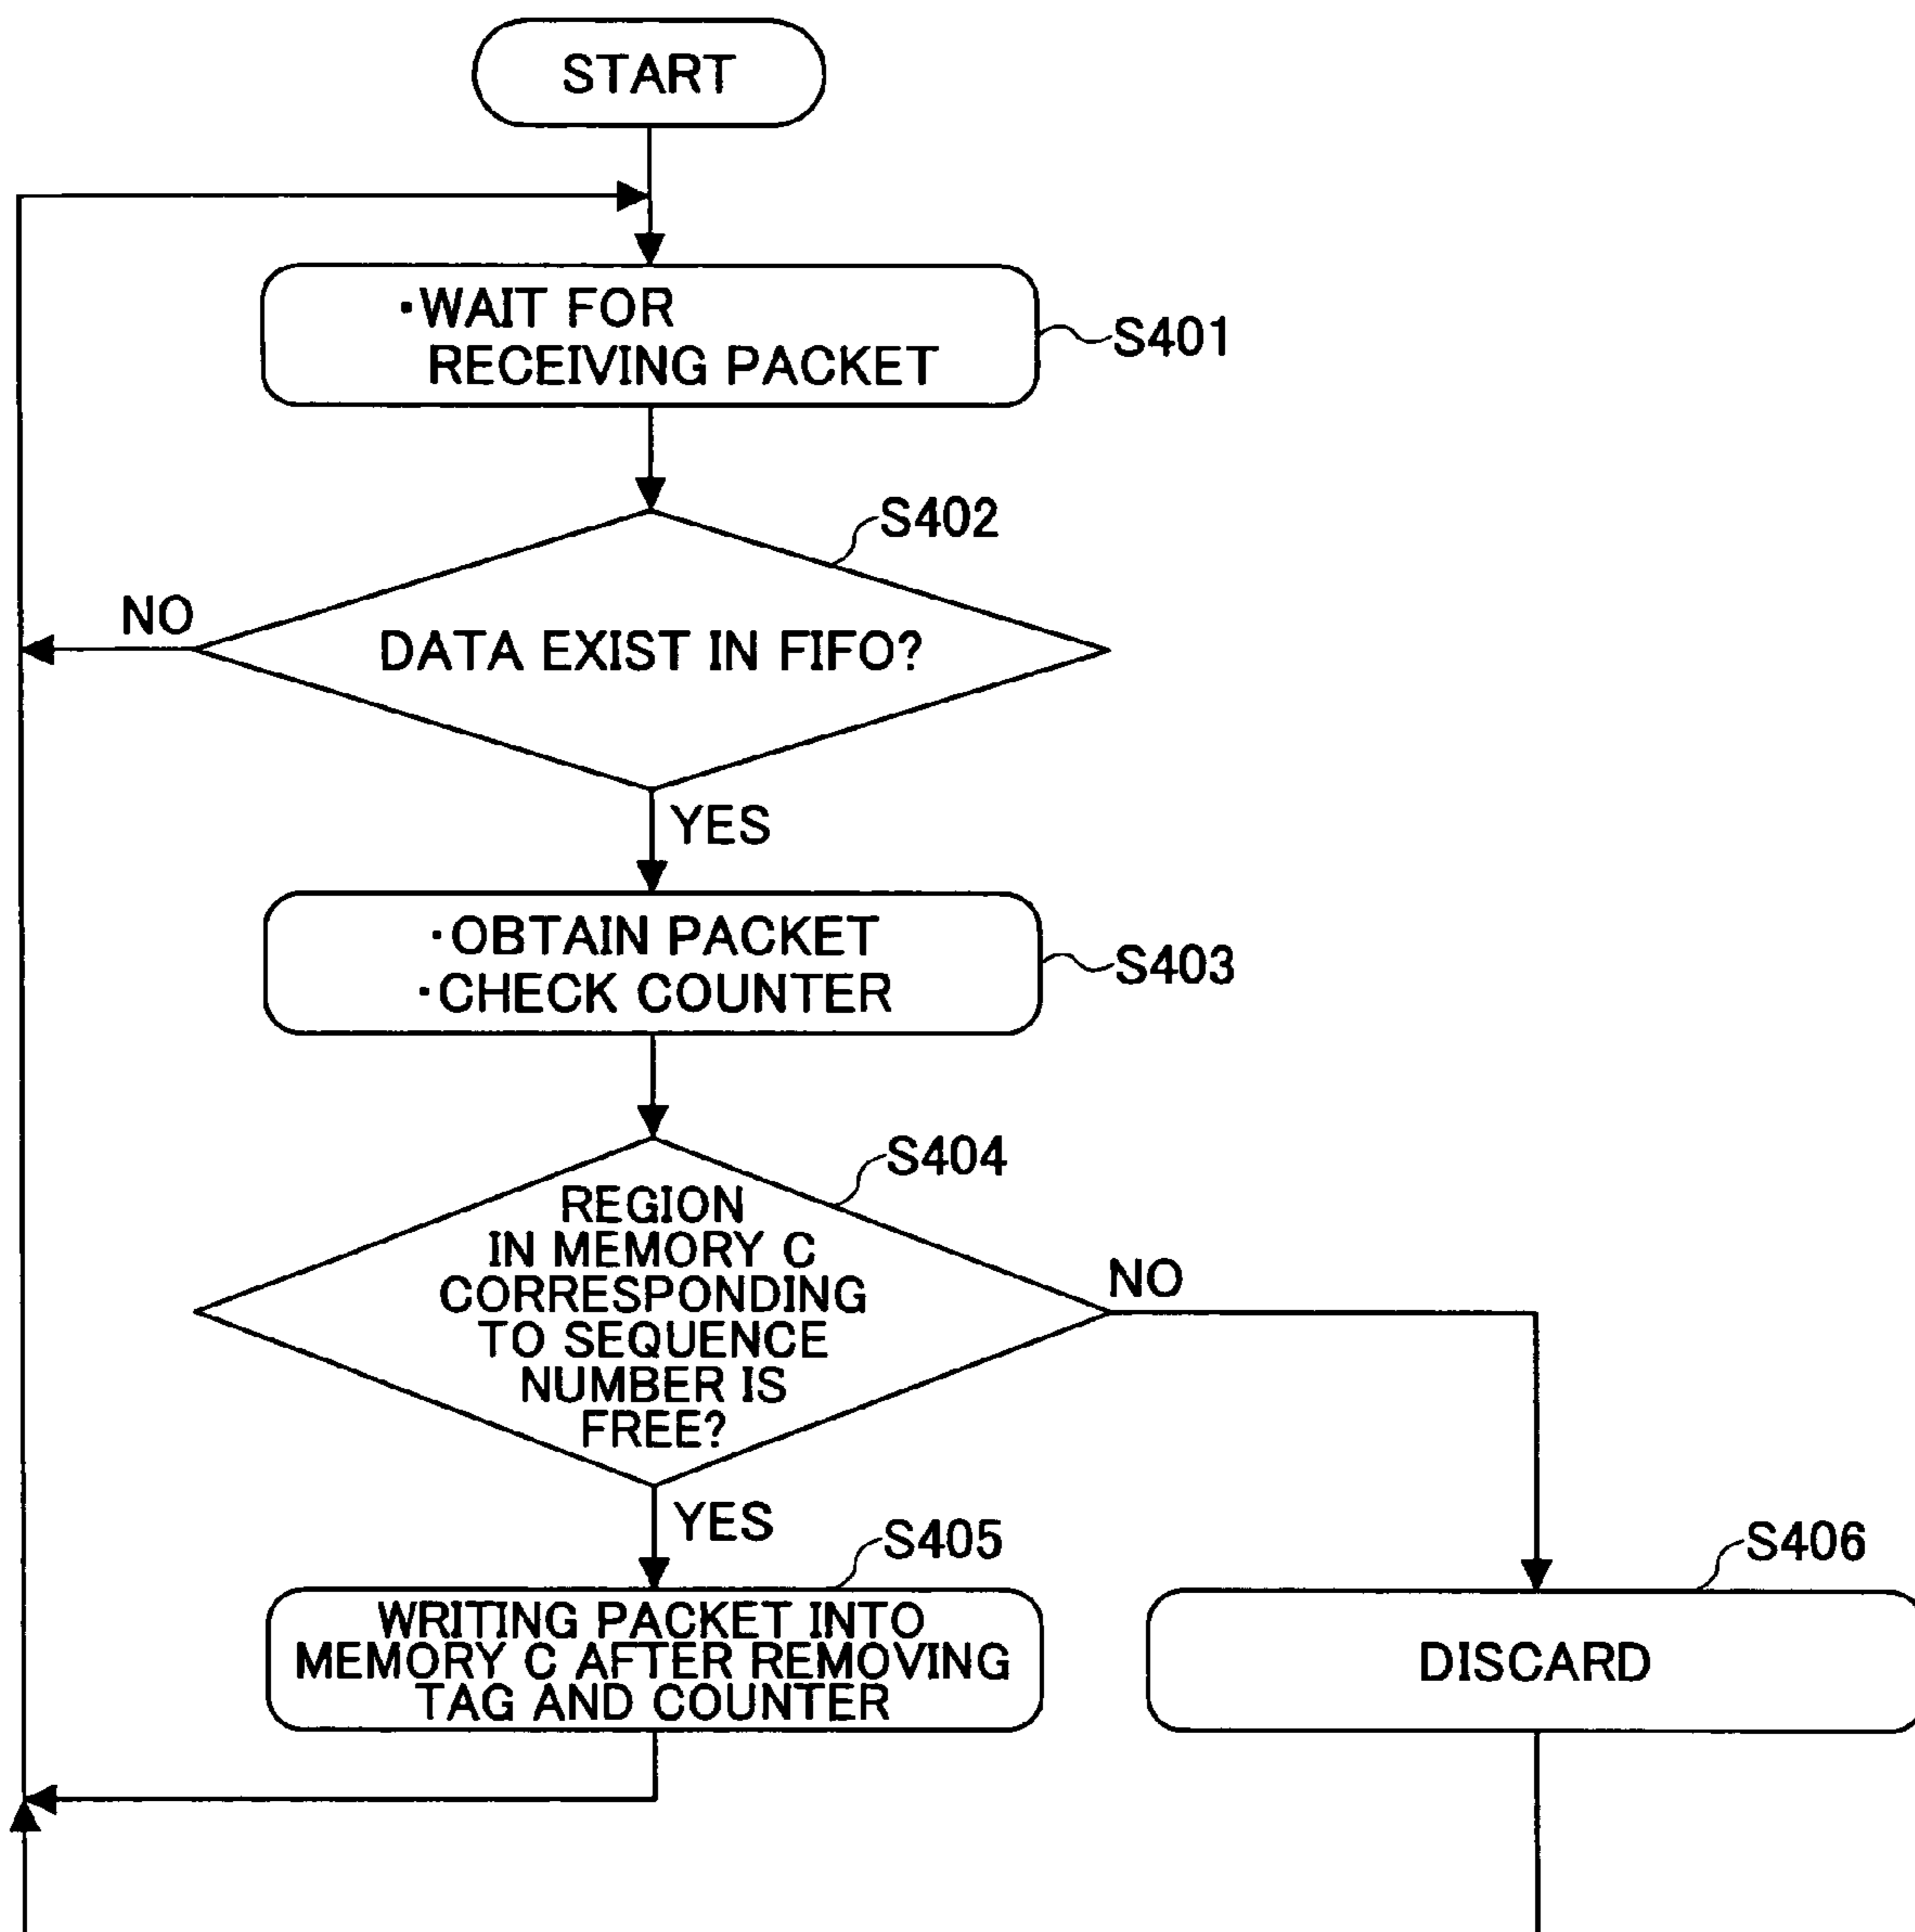 START
·WAIT FOR
RECEIVING PACKET
S401
S402
NO
DATA EXIST IN FIFO?
YES
·OBTAIN PACKET
·CHECK COUNTER
S403
S404
REGION
IN MEMORY C
CORRESPONDING
TO SEQUENCE
NUMBER IS
FREE?
NO
YES
S405
S406
WRITING PACKET INTO
MEMORY C AFTER REMOVING
TAG AND COUNTER
DISCARD